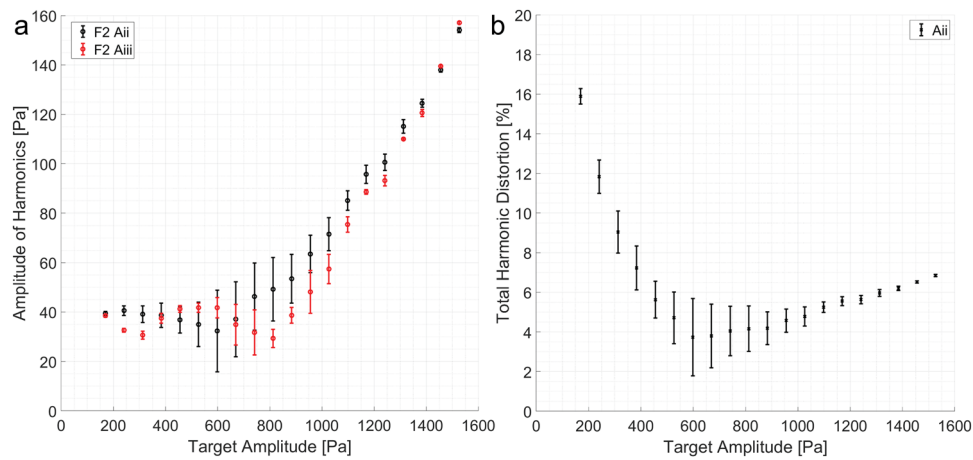 a
F2 Aii
F2 Aiii
Amplitude of Harmonics [Pa]
160
140
120
100
80
60
40
20
0
0 200 400 600 800 1000 1200 1400 1600
Target Amplitude [Pa]
b
Aii
Total Harmonic Distortion [%]
20
18
16
14
12
10
8
6
4
2
0
0 200 400 600 800 1000 1200 1400 1600
Target Amplitude [Pa]